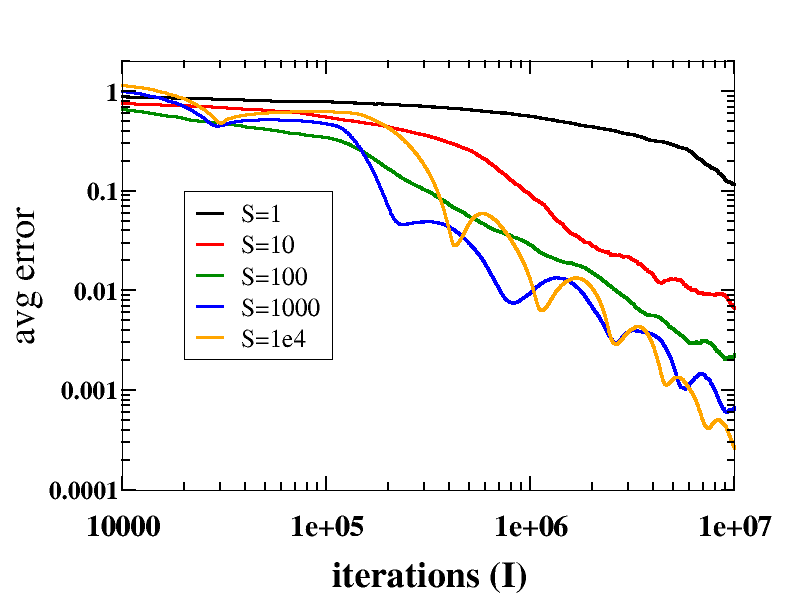 1
0.1
0.01
0.001
0.0001
avg error
S=1
S=10
S=100
S=1000
S=1e4
10000 1e+05 1e+06 1e+07
iterations (I)